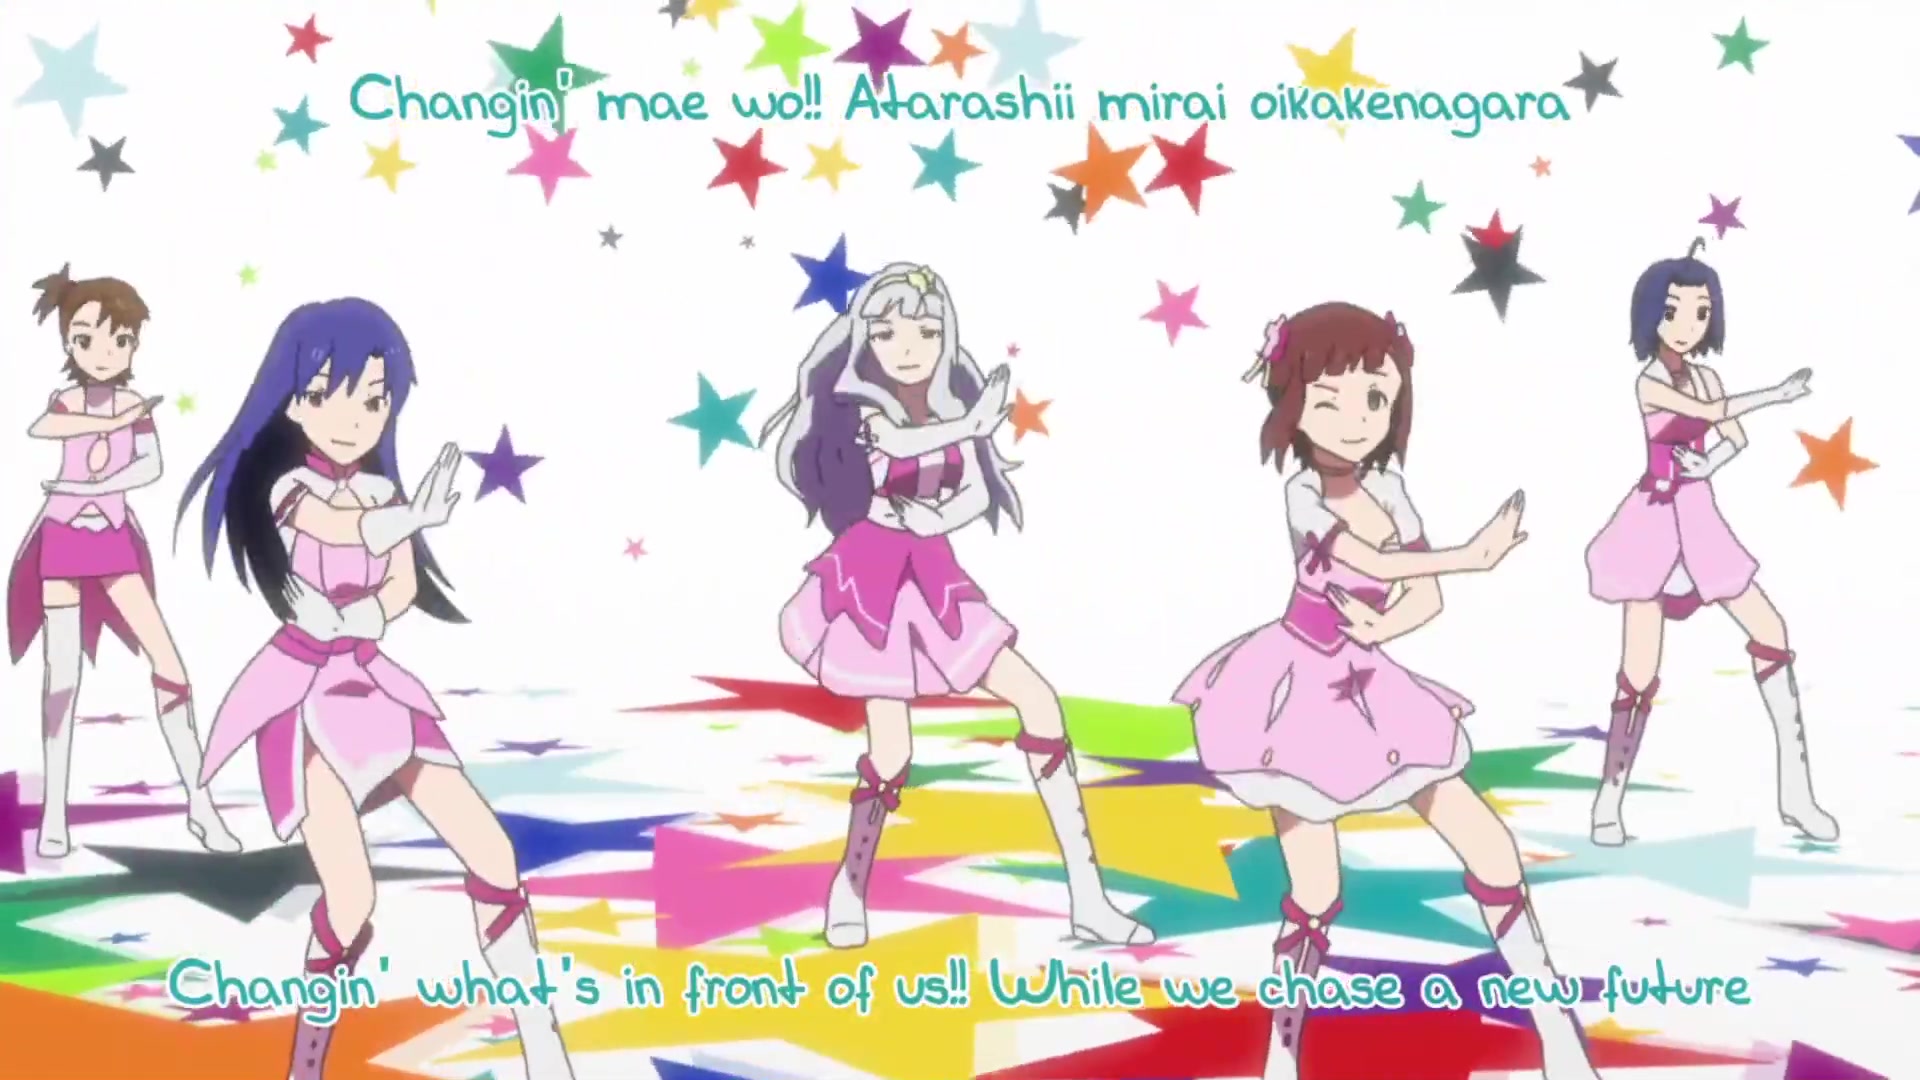 Changin' mae wo!! Atarashii mirai oikakenagara
Changin' what's in front of us!! While we chase a new future